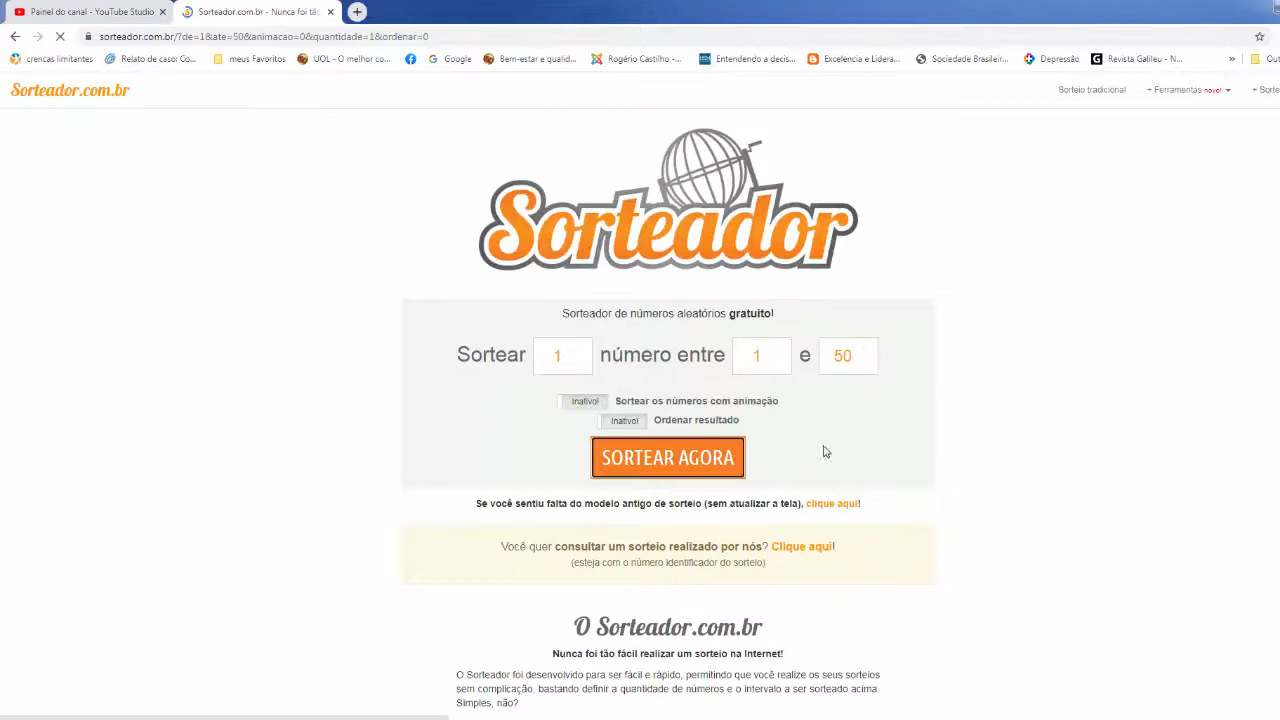 Painel do canal - YouTube Studio
Sorteador.com.br - Nunca foi tão
sorteador.com.br/?de=1&ate=50&animacao=0&quantidade=1&ordenar=0
crencas limitantes
Relato de caso: Co...
meus Favoritos
UOL - O melhor co...
Google
Bem-estar e qualid...
Rogério Castilho -...
Entendendo a decis...
Excelencia e Lidera...
Sociedade Brasileir...
Depressão
Revista Galileu - N...
»
Out
Sorteador.com.br
Sorteio tradicional
+ Ferramentas novo!
+ Sorte
Sorteador
Sorteador de números aleatórios gratuito!
Sortear 1 número entre 1 e 50
Inativo! Sortear os números com animação
Inativo! Ordenar resultado
SORTEAR AGORA
Se você sentiu falta do modelo antigo de sorteio (sem atualizar a tela), clique aqui!
Você quer consultar um sorteio realizado por nós? Clique aqui!
(esteja com o número identificador do sorteio)
O Sorteador.com.br
Nunca foi tão fácil realizar um sorteio na Internet!
O Sorteador foi desenvolvido para ser fácil e rápido, permitindo que você realize os seus sorteios
sem complicação, bastando definir a quantidade de números e o intervalo a ser sorteado acima.
Simples, não?